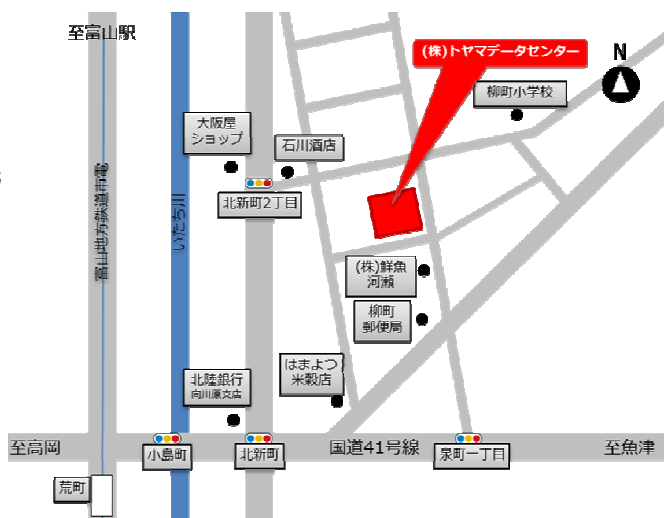 至富山駅
(株)トヤマデータセンター
N
柳町小学校
大阪屋
ショップ
石川酒店
北新町2丁目
富山地方鉄道市電
いたち川
(株)鮮魚
河瀬
柳町
郵便局
はまよつ
米穀店
北陸銀行
向川原支店
至高岡
小島町
北新町
国道41号線
泉町一丁目
至魚津
荒町